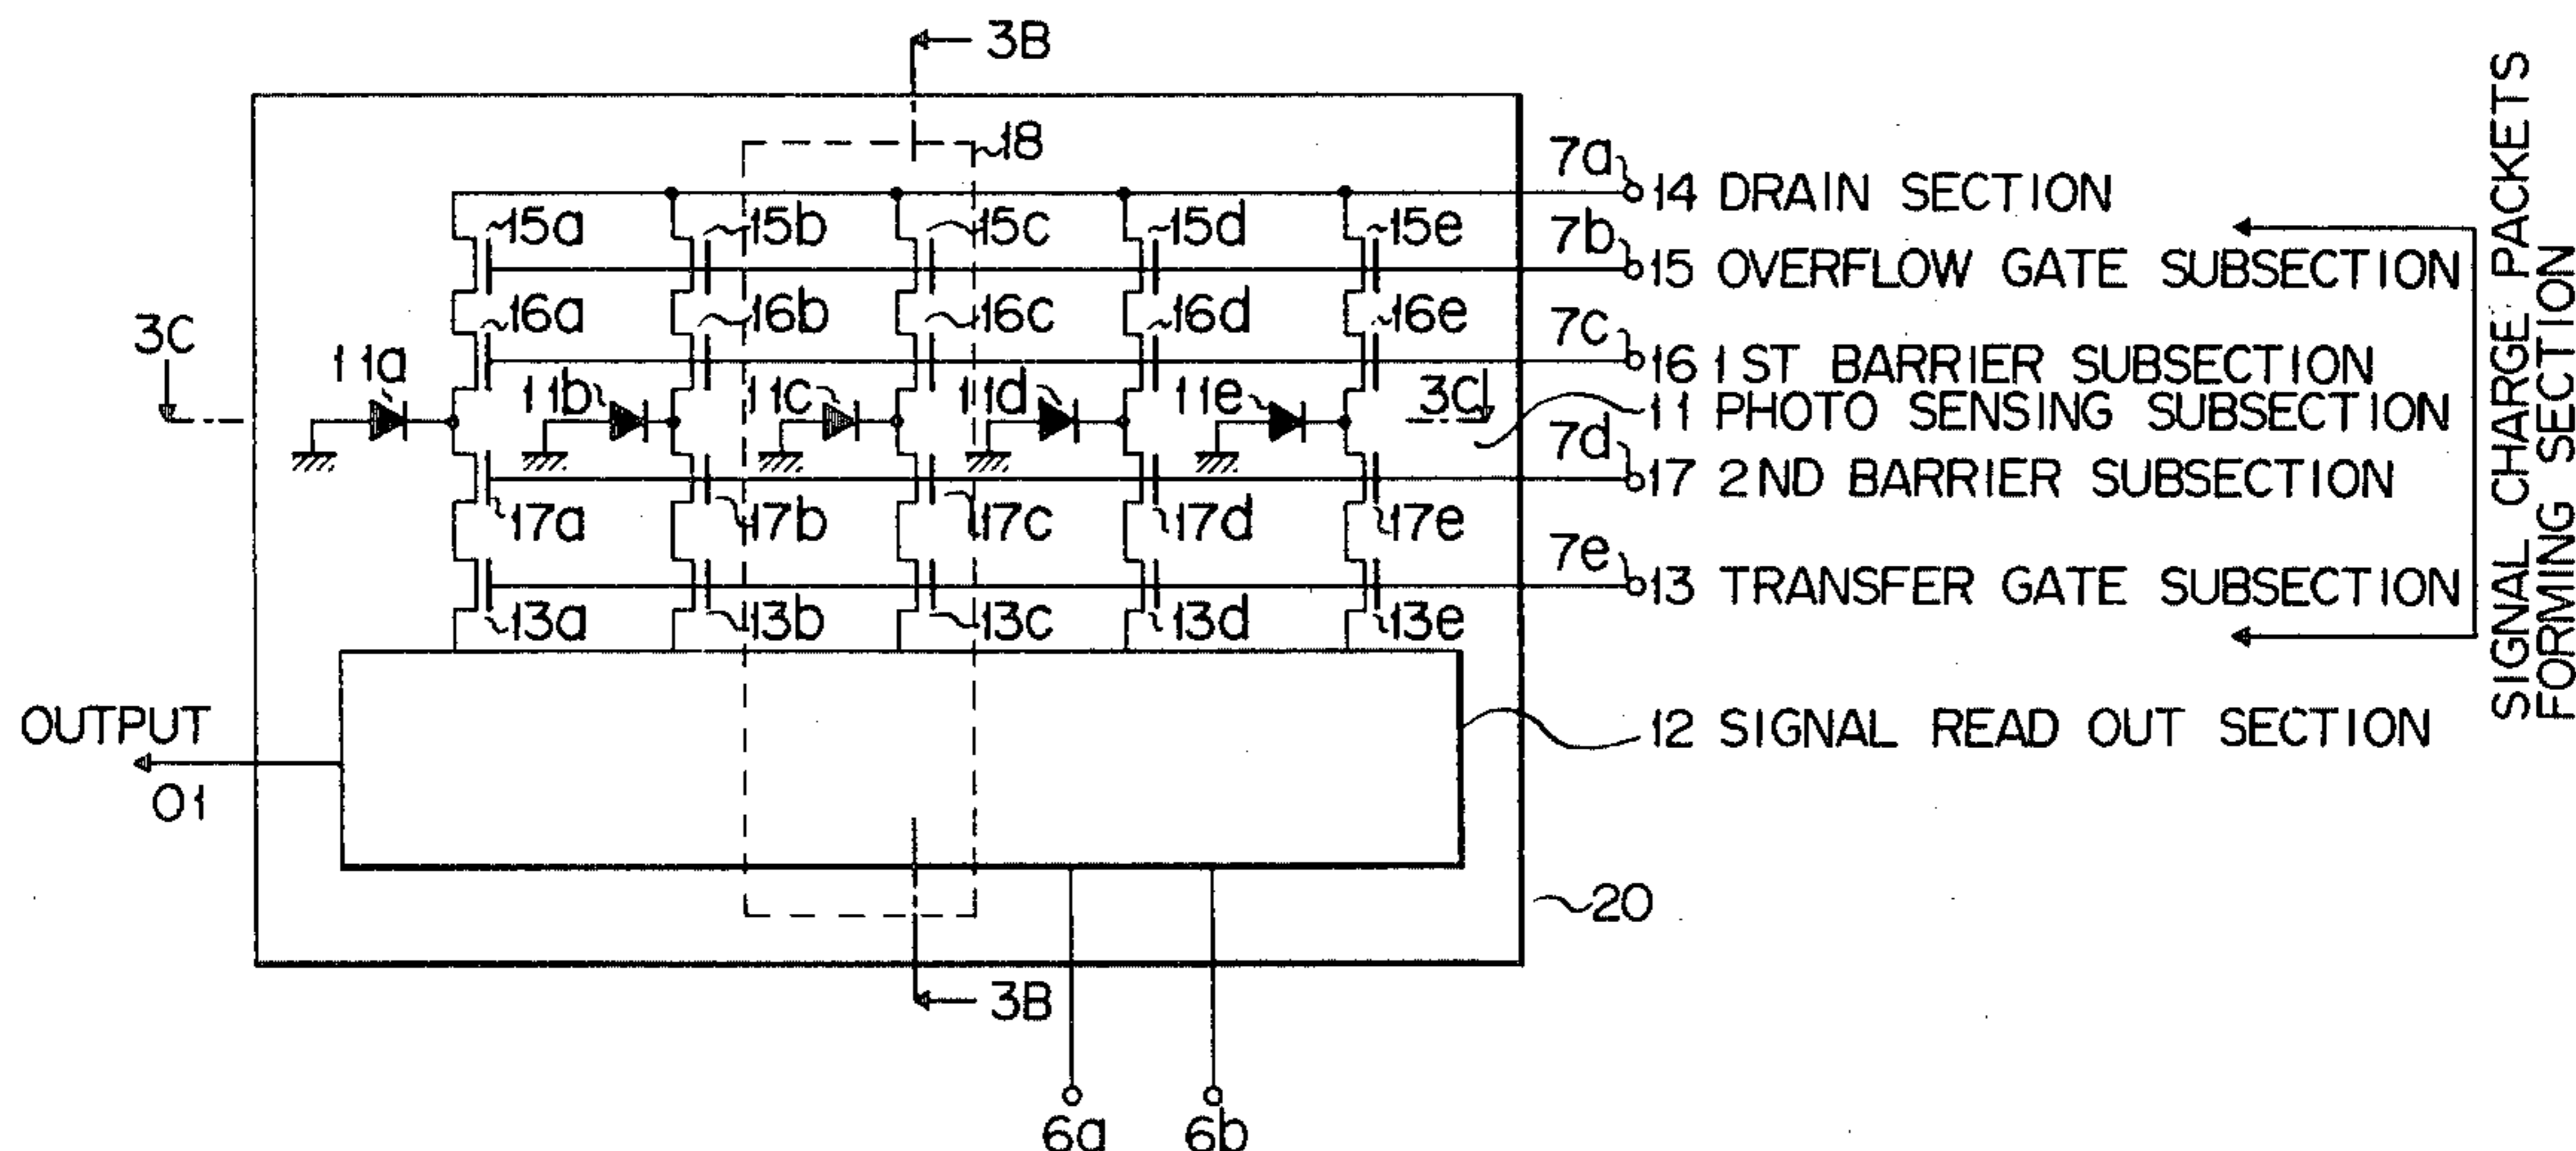 3B
18
7a
14 DRAIN SECTION
15a 15b 15c 15d 15e
7b
15 OVERFLOW GATE SUBSECTION
16a 16b 16c 16d 16e
7c
16 1ST BARRIER SUBSECTION
3C
11a 11b 11c 11d 11e
3C
11 PHOTO SENSING SUBSECTION
7d
17 2ND BARRIER SUBSECTION
17a 17b 17c 17d 17e
7e
13 TRANSFER GATE SUBSECTION
13a 13b 13c 13d 13e
SIGNAL CHARGE PACKETS
FORMING SECTION
OUTPUT
O1
12 SIGNAL READ OUT SECTION
20
3B
6a 6b